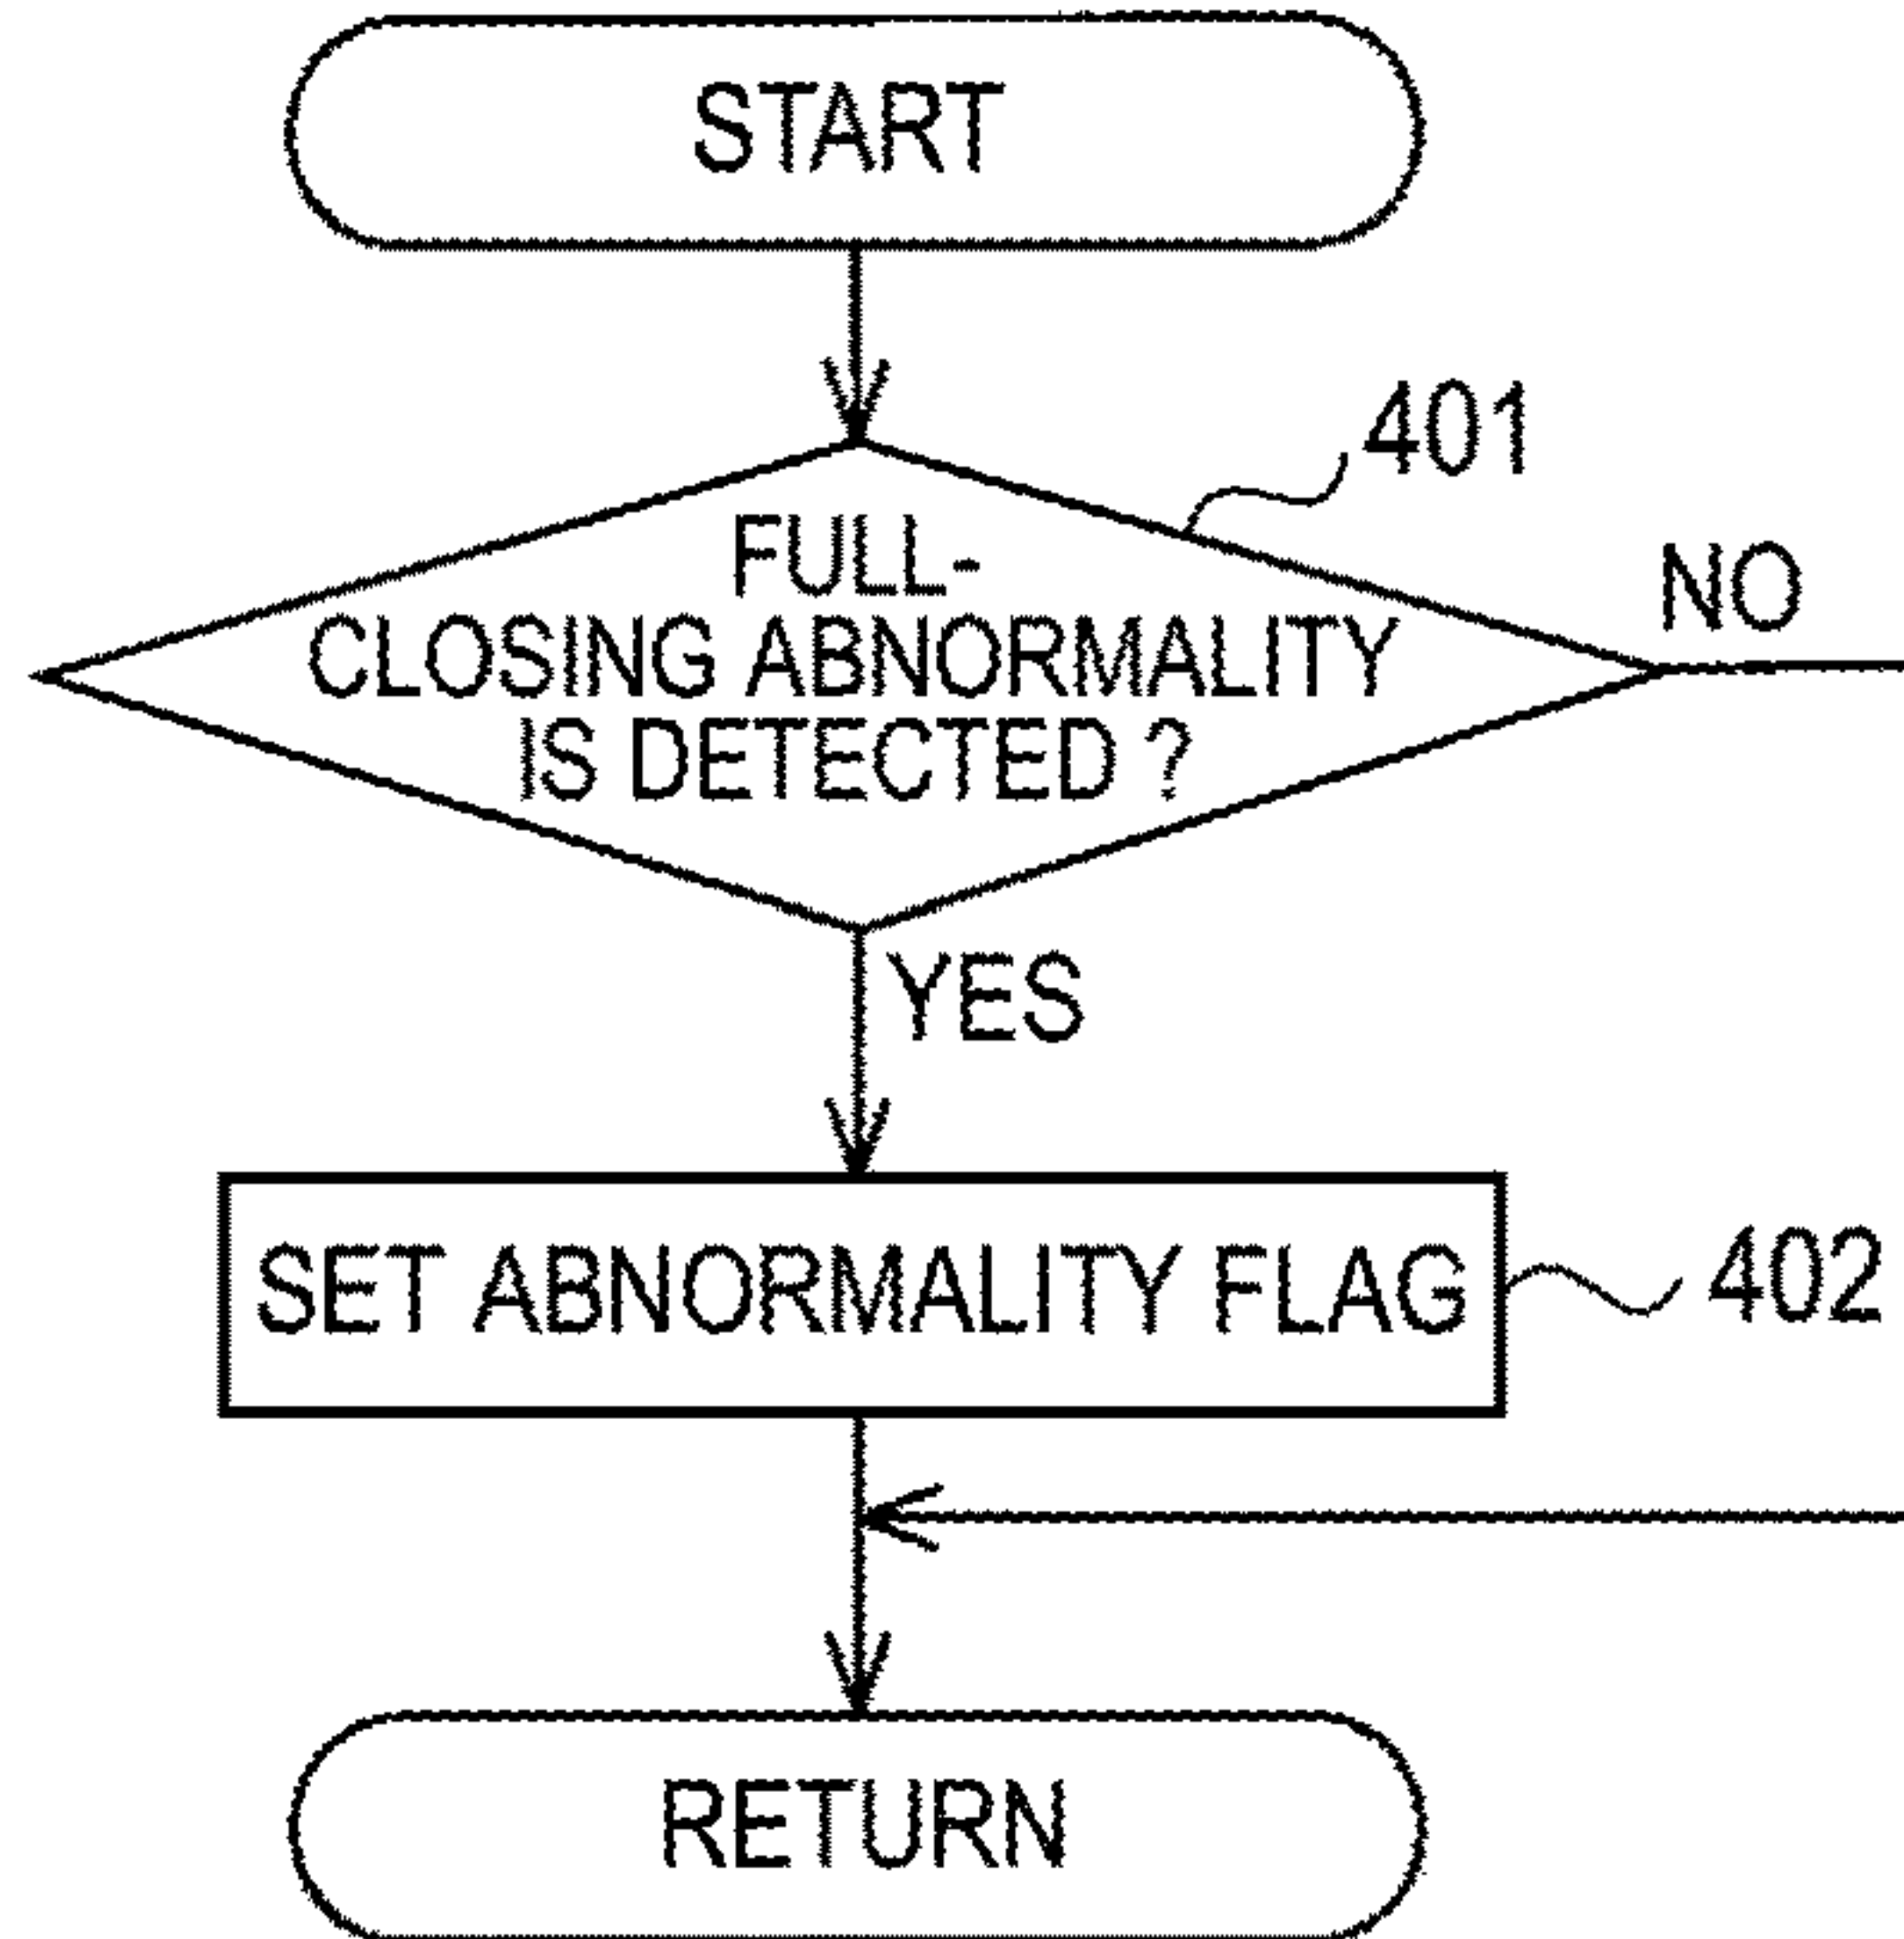 START
401
FULL-
CLOSING ABNORMALITY
IS DETECTED ?
NO
YES
SET ABNORMALITY FLAG
402
RETURN